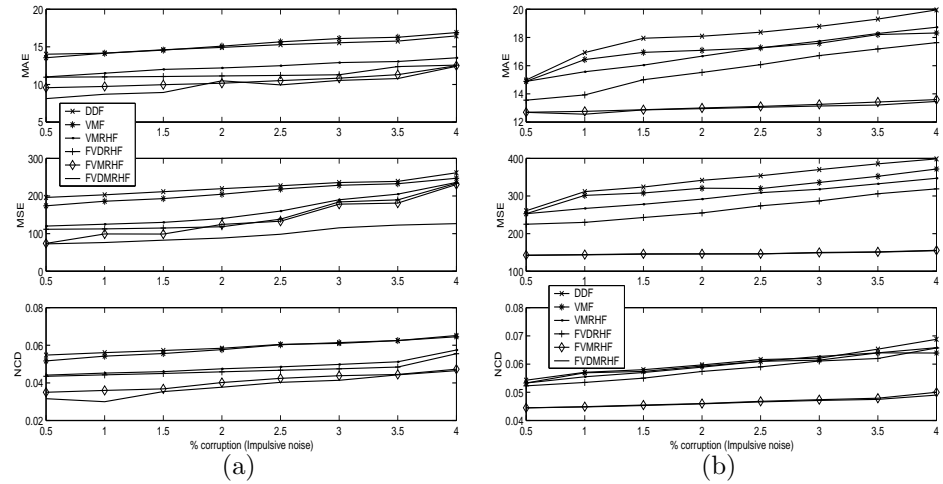 20
15
10
5
MAE
0.5 1 1.5 2 2.5 3 3.5 4
DDF
VMF
VMRHF
FVDRHF
FVMRHF
FVDMRHF
300
200
100
0
MSE
0.5 1 1.5 2 2.5 3 3.5 4
0.08
0.06
0.04
0.02
NCD
0.5 1 1.5 2 2.5 3 3.5 4
% corruption (Impulsive noise)
(a)
20
18
16
14
12
MAE
0.5 1 1.5 2 2.5 3 3.5 4
400
300
200
100
MSE
0.5 1 1.5 2 2.5 3 3.5 4
DDF
VMF
VMRHF
FVDRHF
FVMRHF
FVDMRHF
0.08
0.07
0.06
0.05
0.04
NCD
0.5 1 1.5 2 2.5 3 3.5 4
% corruption (Impulsive noise)
(b)